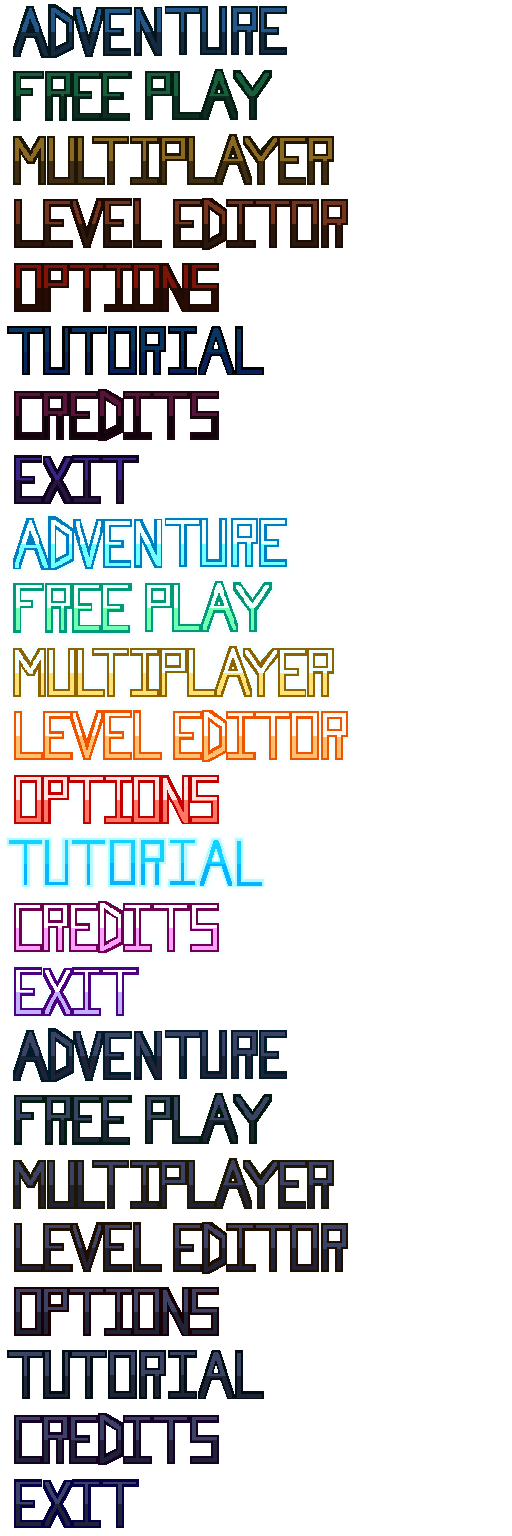 ADVENTURE
FREE PLAY
MULTIPLAYER
LEVEL EDITOR
OPTIONS
TUTORIAL
CREDITS
EXIT
ADVENTURE
FREE PLAY
MULTIPLAYER
LEVEL EDITOR
OPTIONS
TUTORIAL
CREDITS
EXIT
ADVENTURE
FREE PLAY
MULTIPLAYER
LEVEL EDITOR
OPTIONS
TUTORIAL
CREDITS
EXIT